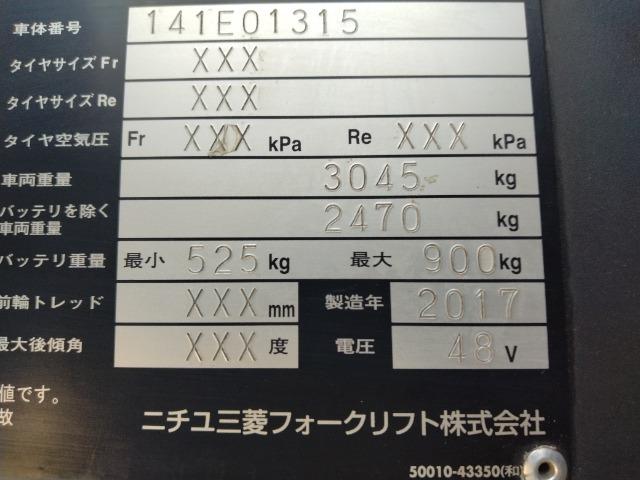 車体番号 141E01315
タイヤサイズ Fr XXX
タイヤサイズ Re XXX
タイヤ空気圧 Fr XXX kPa Re XXX kPa
車両重量 3045 kg
バッテリを除く
車両重量 2470 kg
バッテリ重量 最小 525 kg 最大 900 kg
前輪トレッド XXX mm 製造年 2017
最大後傾角 XXX 度 電圧 48 V
値です。
故
ニチユ三菱フォークリフト株式会社
50010-43350(和)